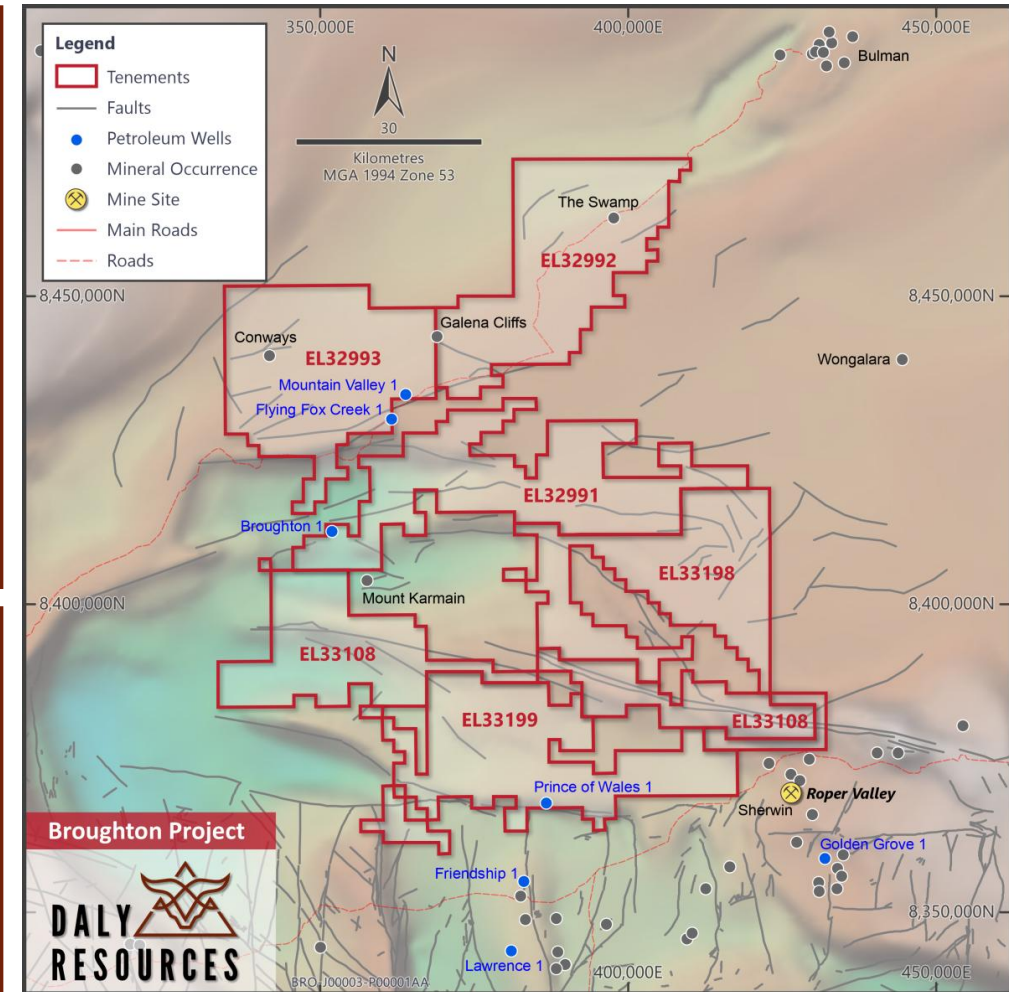 Legend
Tenements
Faults
Petroleum Wells
Mineral Occurrence
Mine Site
Main Roads
Roads
350,000E
400,000E
450,000E
N
30
Kilometres
MGA 1994 Zone 53
Bulman
The Swamp
EL32992
8,450,000N
8,450,000N
Galena Cliffs
Conways
EL32993
Wongalara
Mountain Valley 1
Flying Fox Creek 1
EL32991
Broughton 1
EL33198
Mount Karmain
8,400,000N
8,400,000N
EL33108
EL33199
EL33108
Prince of Wales 1
Roper Valley
Sherwin
Broughton Project
Golden Grove 1
Friendship 1
DALY
RESOURCES
8,350,000N
Lawrence 1
BRO_J00003-P00001AA
400,000E
450,000E